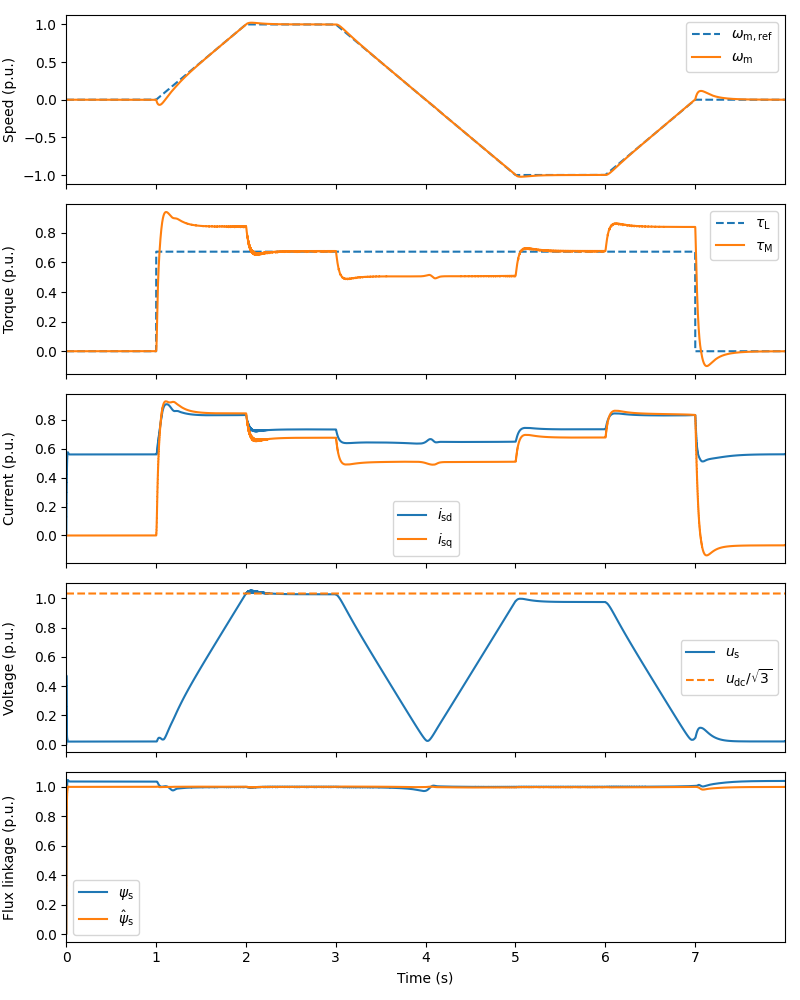 1.0
0.5
0.0
−0.5
−1.0
Speed (p.u.)
ω_m,ref
ω_m
0.8
0.6
0.4
0.2
0.0
Torque (p.u.)
τ_L
τ_M
0.8
0.6
0.4
0.2
0.0
Current (p.u.)
i_sd
i_sq
1.0
0.8
0.6
0.4
0.2
0.0
Voltage (p.u.)
u_s
u_dc/√3
1.0
0.8
0.6
0.4
0.2
0.0
Flux linkage (p.u.)
ψ_s
ψ̂_s
0 1 2 3 4 5 6 7
Time (s)